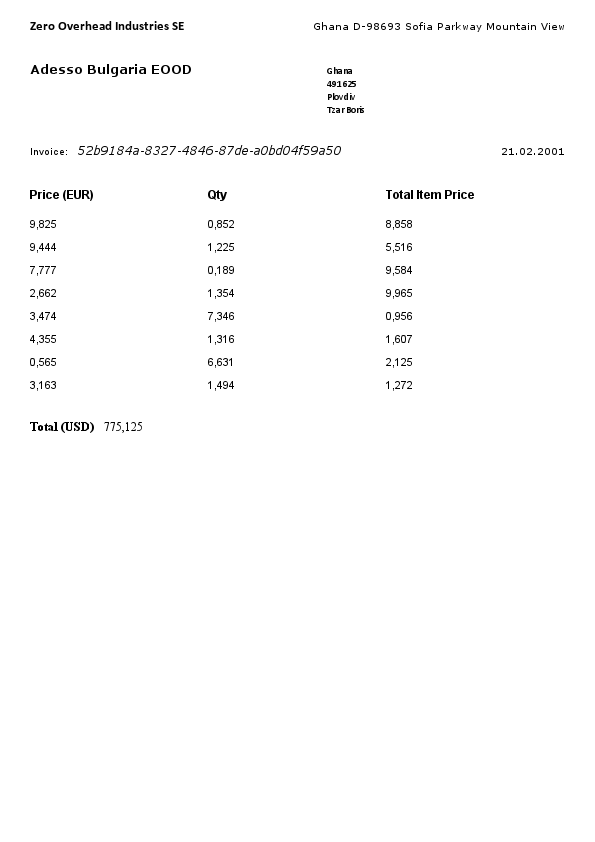 Zero Overhead Industries SE Ghana D-98693 Sofia Parkway Mountain View
Adesso Bulgaria EOOD
Ghana
491625
Plovdiv
Tzar Boris
Invoice: 52b9184a-8327-4846-87de-a0bd04f59a50 21.02.2001
Price (EUR) Qty Total Item Price
9,825 0,852 8,858
9,444 1,225 5,516
7,777 0,189 9,584
2,662 1,354 9,965
3,474 7,346 0,956
4,355 1,316 1,607
0,565 6,631 2,125
3,163 1,494 1,272
Total (USD) 775,125